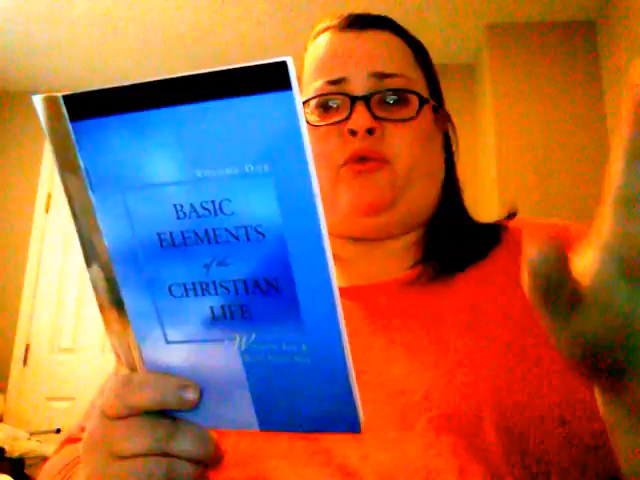 VOLUME ONE
BASIC
ELEMENTS
of the
CHRISTIAN
LIFE